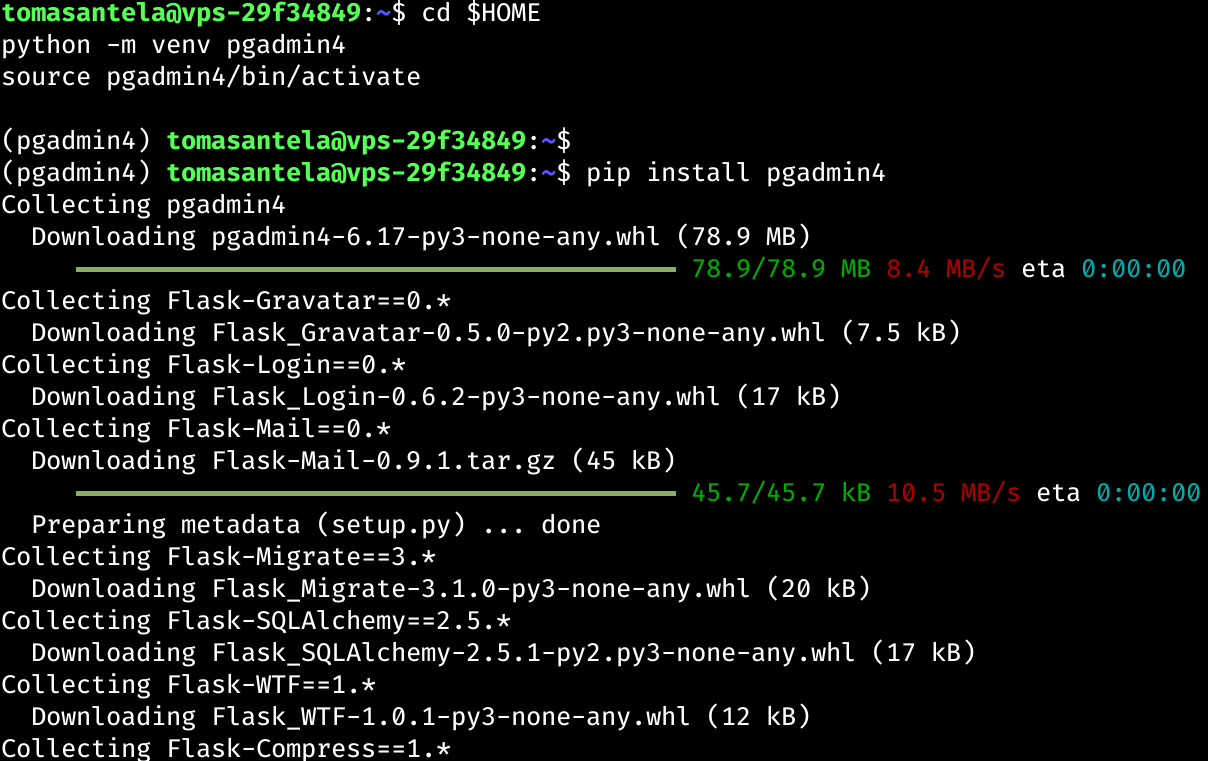 tomasantela@vps-29f34849:~$ cd $HOME
python -m venv pgadmin4
source pgadmin4/bin/activate
(pgadmin4) tomasantela@vps-29f34849:~$
(pgadmin4) tomasantela@vps-29f34849:~$ pip install pgadmin4
Collecting pgadmin4
  Downloading pgadmin4-6.17-py3-none-any.whl (78.9 MB)
78.9/78.9 MB 8.4 MB/s eta 0:00:00
Collecting Flask-Gravatar==0.*
  Downloading Flask_Gravatar-0.5.0-py2.py3-none-any.whl (7.5 kB)
Collecting Flask-Login==0.*
  Downloading Flask_Login-0.6.2-py3-none-any.whl (17 kB)
Collecting Flask-Mail==0.*
  Downloading Flask-Mail-0.9.1.tar.gz (45 kB)
45.7/45.7 kB 10.5 MB/s eta 0:00:00
  Preparing metadata (setup.py) ... done
Collecting Flask-Migrate==3.*
  Downloading Flask_Migrate-3.1.0-py3-none-any.whl (20 kB)
Collecting Flask-SQLAlchemy==2.5.*
  Downloading Flask_SQLAlchemy-2.5.1-py2.py3-none-any.whl (17 kB)
Collecting Flask-WTF==1.*
  Downloading Flask_WTF-1.0.1-py3-none-any.whl (12 kB)
Collecting Flask-Compress==1.*